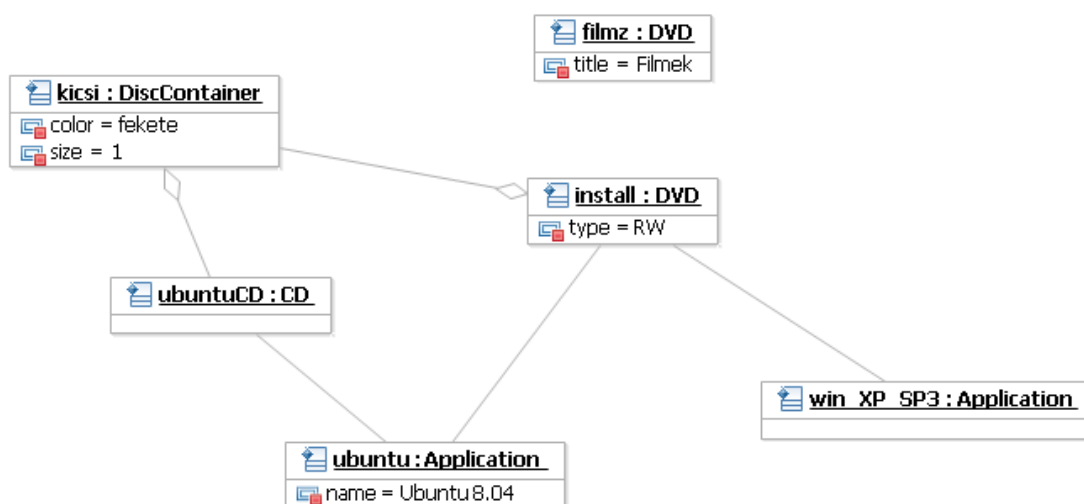 filmz : DVD
title = Filmek
kicsi : DiscContainer
color = fekete
size = 1
install : DVD
type = RW
ubuntuCD : CD
win_XP_SP3 : Application
ubuntu : Application
name = Ubuntu 8.04